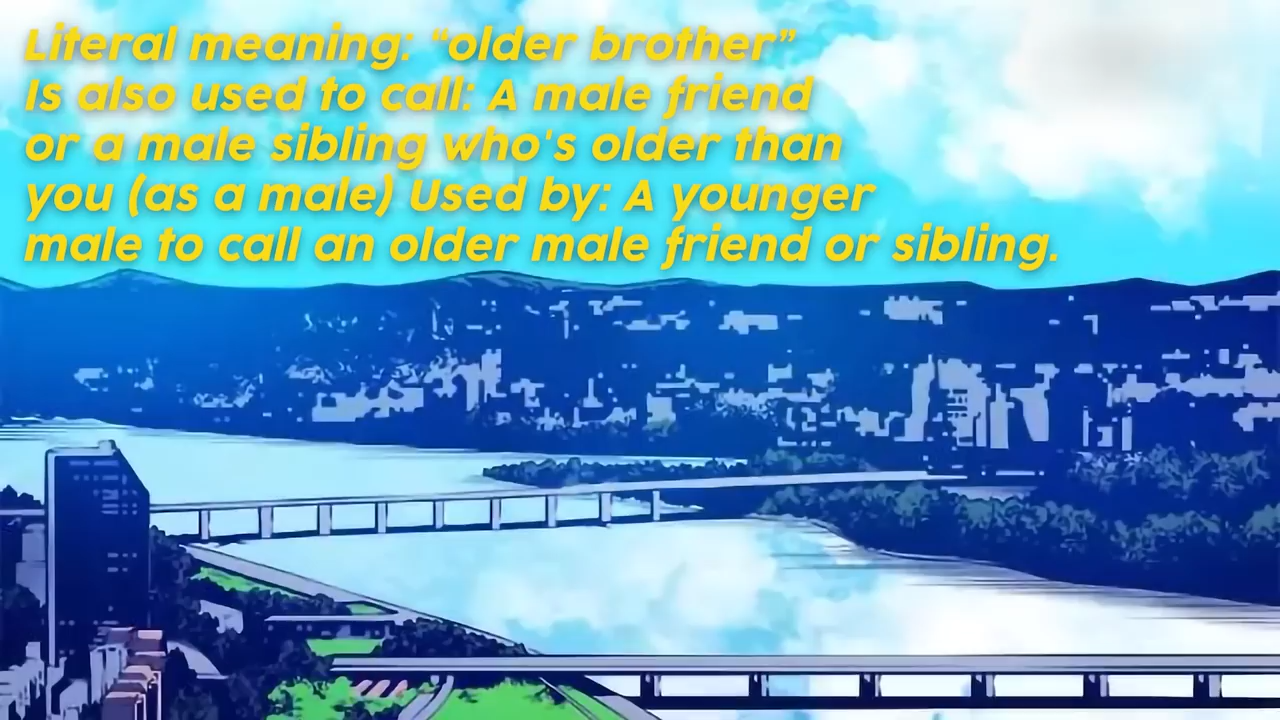 Literal meaning: “older brother”
Is also used to call: A male friend
or a male sibling who's older than
you (as a male) Used by: A younger
male to call an older male friend or sibling.